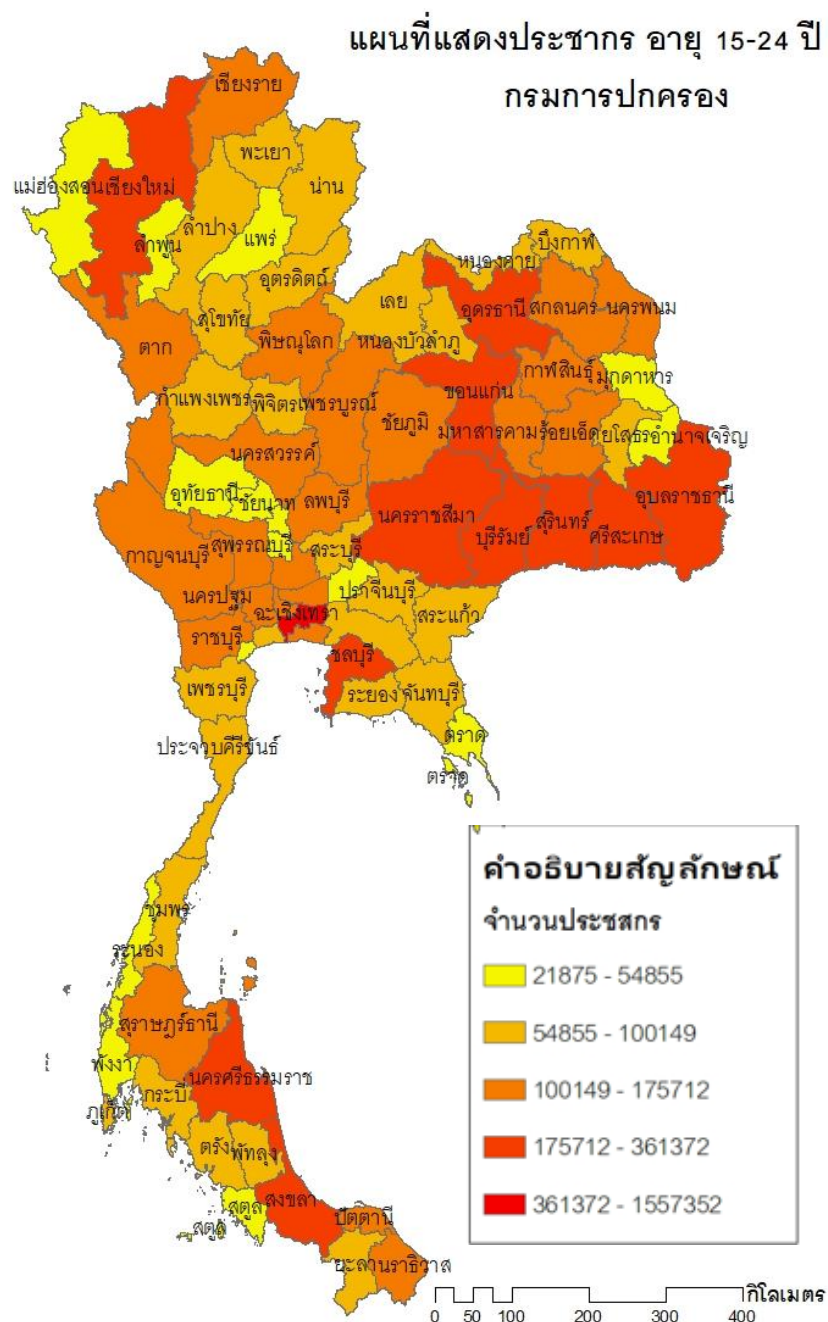 แผนที่แสดงประชากร อายุ 15-24 ปี
กรมการปกครอง
เชียงราย
พะเยา
น่าน
แม่ฮ่องสอน
เชียงใหม่
ลำปาง
ลำพูน
แพร่
อุตรดิตถ์
บึงกาฬ
หนองคาย
เลย
อุดรธานี
สกลนคร
นครพนม
สุโขทัย
ตาก
พิษณุโลก
หนองบัวลำภู
กาฬสินธุ์
มุกดาหาร
ขอนแก่น
กำแพงเพชร
พิจิตร
เพชรบูรณ์
ชัยภูมิ
มหาสารคาม
ร้อยเอ็ด
ยโสธร
อำนาจเจริญ
นครสวรรค์
อุทัยธานี
ชัยนาท
ลพบุรี
นครราชสีมา
บุรีรัมย์
สุรินทร์
ศรีสะเกษ
อุบลราชธานี
กาญจนบุรี
สุพรรณบุรี
สระบุรี
นครปฐม
ปราจีนบุรี
ฉะเชิงเทรา
สระแก้ว
ราชบุรี
ชลบุรี
เพชรบุรี
ระยอง
จันทบุรี
ตราด
ตราด
ประจวบคีรีขันธ์
ชุมพร
ระนอง
สุราษฎร์ธานี
พังงา
นครศรีธรรมราช
กระบี่
ภูเก็ต
ตรัง
พัทลุง
สตูล
สตูล
สงขลา
ปัตตานี
ยะลา
นราธิวาส
คำอธิบายสัญลักษณ์
จำนวนประชสกร
21875 - 54855
54855 - 100149
100149 - 175712
175712 - 361372
361372 - 1557352
กิโลเมตร
0 25 50 100 200 300 400